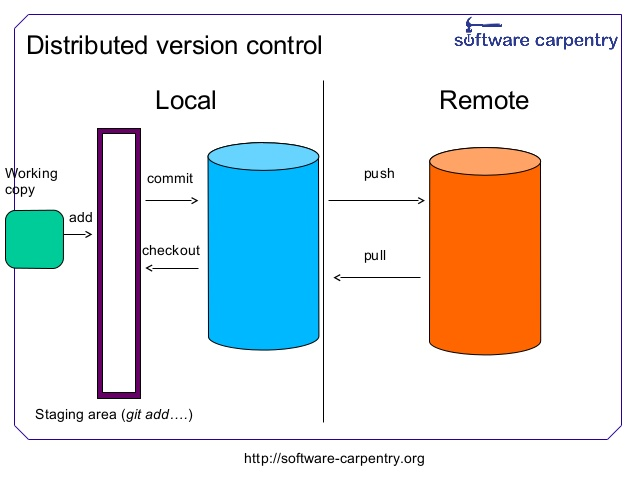 Distributed version control
software carpentry
Local
Remote
Working
copy
add
commit
checkout
push
pull
Staging area (git add….)
http://software-carpentry.org